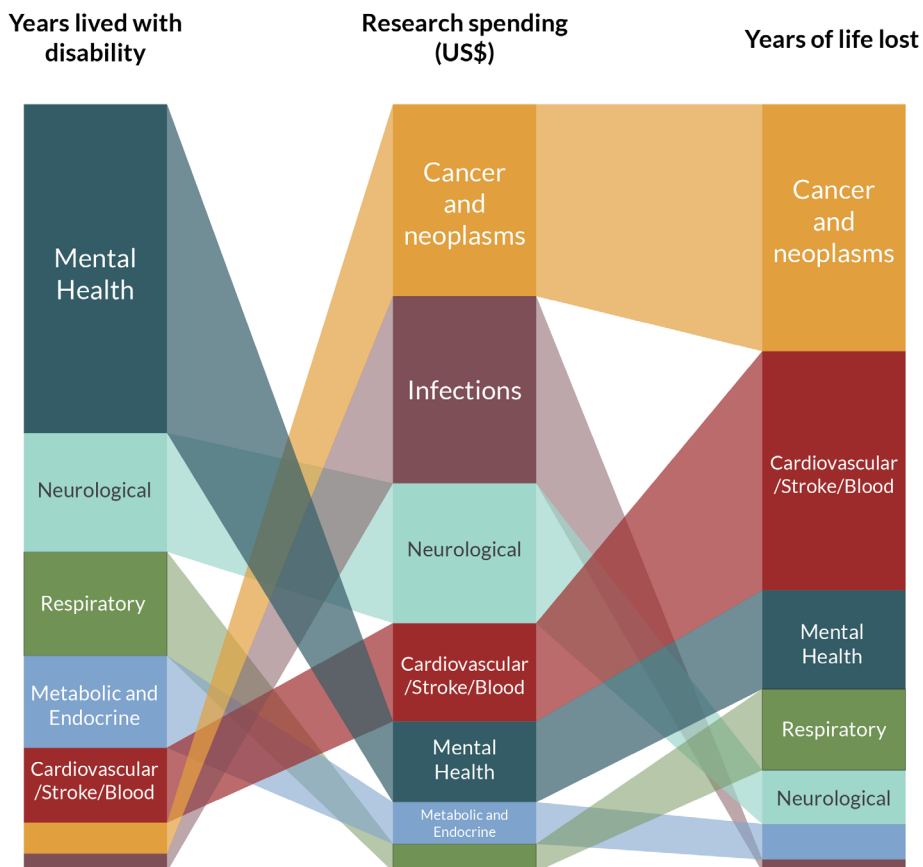 Years lived with
disability
Research spending
(US$)
Years of life lost
Mental
Health
Neurological
Respiratory
Metabolic and
Endocrine
Cardiovascular
/Stroke/Blood
Cancer
and
neoplasms
Infections
Neurological
Cardiovascular
/Stroke/Blood
Mental
Health
Metabolic and
Endocrine
Cancer
and
neoplasms
Cardiovascular
/Stroke/Blood
Mental
Health
Respiratory
Neurological